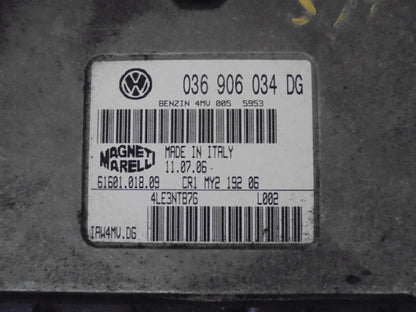 036 906 034 DG
BENZIN 4MV 005 5953
MAGNETI
MARELLI
MADE IN ITALY
11.07.06
61601.018.09 CR1 MY2 192 06
4LE3NTB76 L002
IAW4MV.DG